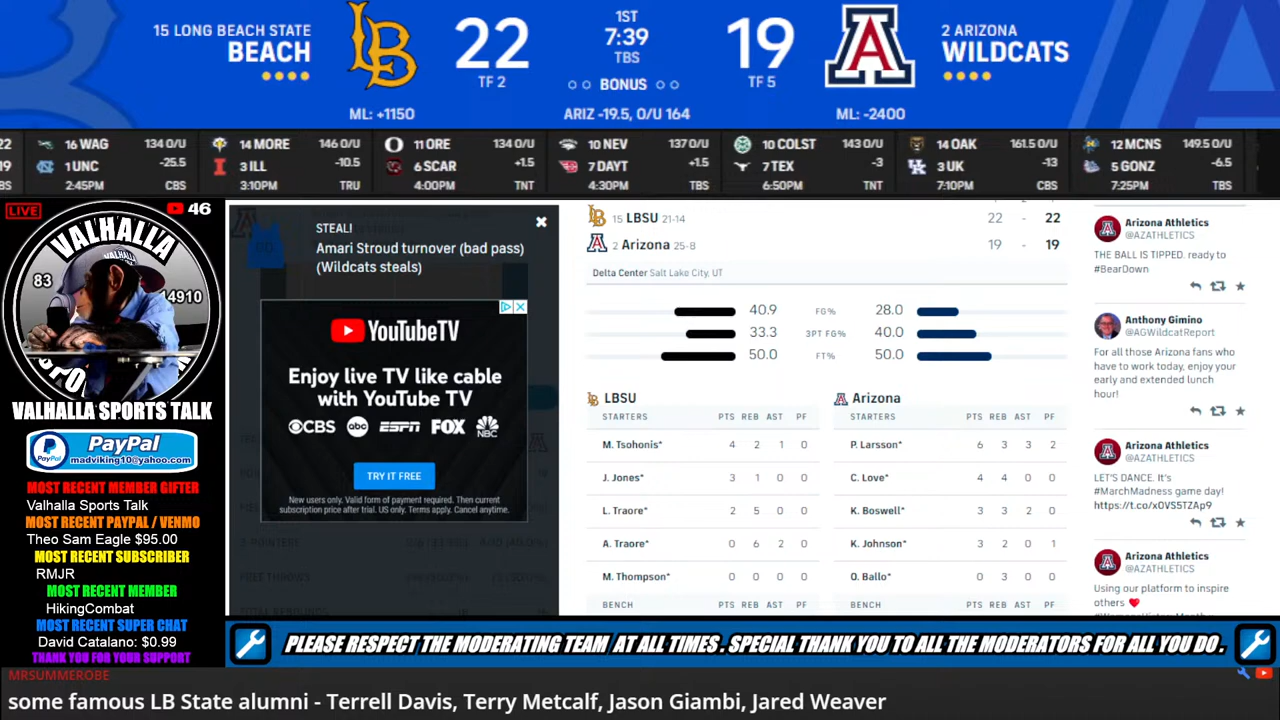 15 LONG BEACH STATE
BEACH
22
TF 2
ML: +1150
1ST
7:39
TBS
BONUS
ARIZ -19.5, O/U 164
19
TF 5
ML: -2400
2 ARIZONA
WILDCATS
22
19
BS
16 WAG 134 O/U
1 UNC -25.5
2:45PM CBS
14 MORE 146 O/U
3 ILL -10.5
3:10PM TRU
11 ORE 134 O/U
6 SCAR +1.5
4:00PM TNT
10 NEV 137 O/U
7 DAYT +1.5
4:30PM TBS
10 COLST 143 O/U
7 TEX -3
6:50PM TNT
14 OAK 161.5 O/U
3 UK -13
7:10PM CBS
12 MCNS 149.5 O/U
5 GONZ -6.5
7:25PM TBS
LIVE 46
VALHALLA
83
14910
VALHALLA SPORTS TALK
PayPal
madviking10@yahoo.com
MOST RECENT MEMBER GIFTER
Valhalla Sports Talk
MOST RECENT PAYPAL / VENMO
Theo Sam Eagle $95.00
MOST RECENT SUBSCRIBER
RMJR
MOST RECENT MEMBER
HikingCombat
MOST RECENT SUPER CHAT
David Catalano: $0.99
THANK YOU FOR YOUR SUPPORT
STEAL!
Amari Stroud turnover (bad pass)
(Wildcats steals)
YouTubeTV
Enjoy live TV like cable
with YouTube TV
CBS abc ESPN FOX NBC
TRY IT FREE
New users only. Valid form of payment required. Then current
subscription price after trial. US only. Terms apply. Cancel anytime.
15 LBSU 21-14 22 - 22
2 Arizona 25-8 19 - 19
Delta Center Salt Lake City, UT
40.9 FG% 28.0
33.3 3PT FG% 40.0
50.0 FT% 50.0
LBSU
STARTERS PTS REB AST PF
M. Tsohonis* 4 2 1 0
J. Jones* 3 1 0 0
L. Traore* 2 5 0 0
A. Traore* 0 6 2 0
M. Thompson* 0 0 0 0
BENCH PTS REB AST PF
Arizona
STARTERS PTS REB AST PF
P. Larsson* 6 3 3 2
C. Love* 4 4 0 0
K. Boswell* 3 3 2 0
K. Johnson* 3 2 0 1
O. Ballo* 0 3 0 0
BENCH PTS REB AST PF
Arizona Athletics
@AZATHLETICS
THE BALL IS TIPPED. ready to
#BearDown
Anthony Gimino
@AGWildcatReport
For all those Arizona fans who
have to work today, enjoy your
early and extended lunch
hour!
Arizona Athletics
@AZATHLETICS
LET'S DANCE. It's
#MarchMadness game day!
https://t.co/x0VS5TZAp9
Arizona Athletics
@AZATHLETICS
Using our platform to inspire
others ❤
PLEASE RESPECT THE MODERATING TEAM AT ALL TIMES . SPECIAL THANK YOU TO ALL THE MODERATORS FOR ALL YOU DO .
MRSUMMEROBE
some famous LB State alumni - Terrell Davis, Terry Metcalf, Jason Giambi, Jared Weaver